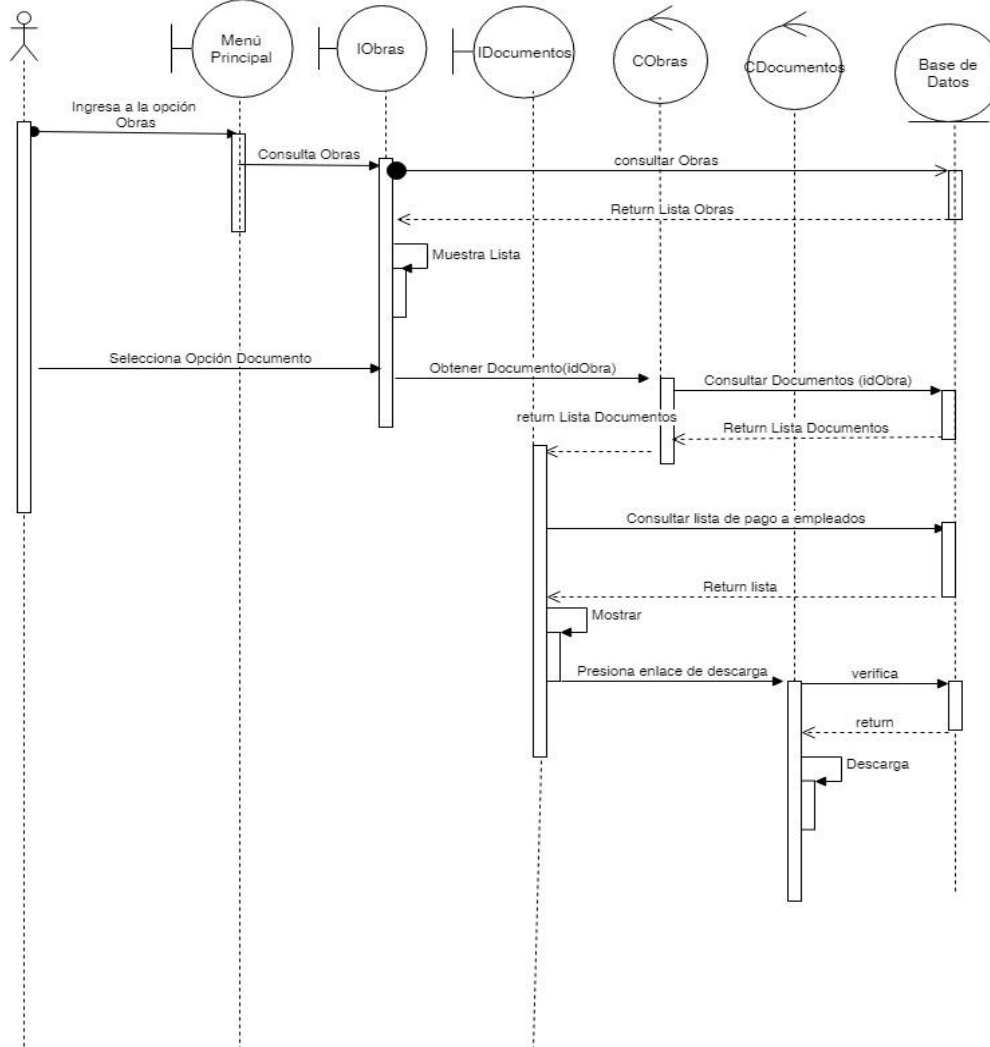 Menú
Principal
IObras
IDocumentos
CObras
CDocumentos
Base de
Datos
Ingresa a la opción
Obras
Consulta Obras
consultar Obras
Return Lista Obras
Muestra Lista
Selecciona Opción Documento
Obtener Documento(idObra)
Consultar Documentos (idObra)
return Lista Documentos
Return Lista Documentos
Consultar lista de pago a empleados
Return lista
Mostrar
Presiona enlace de descarga
verifica
return
Descarga